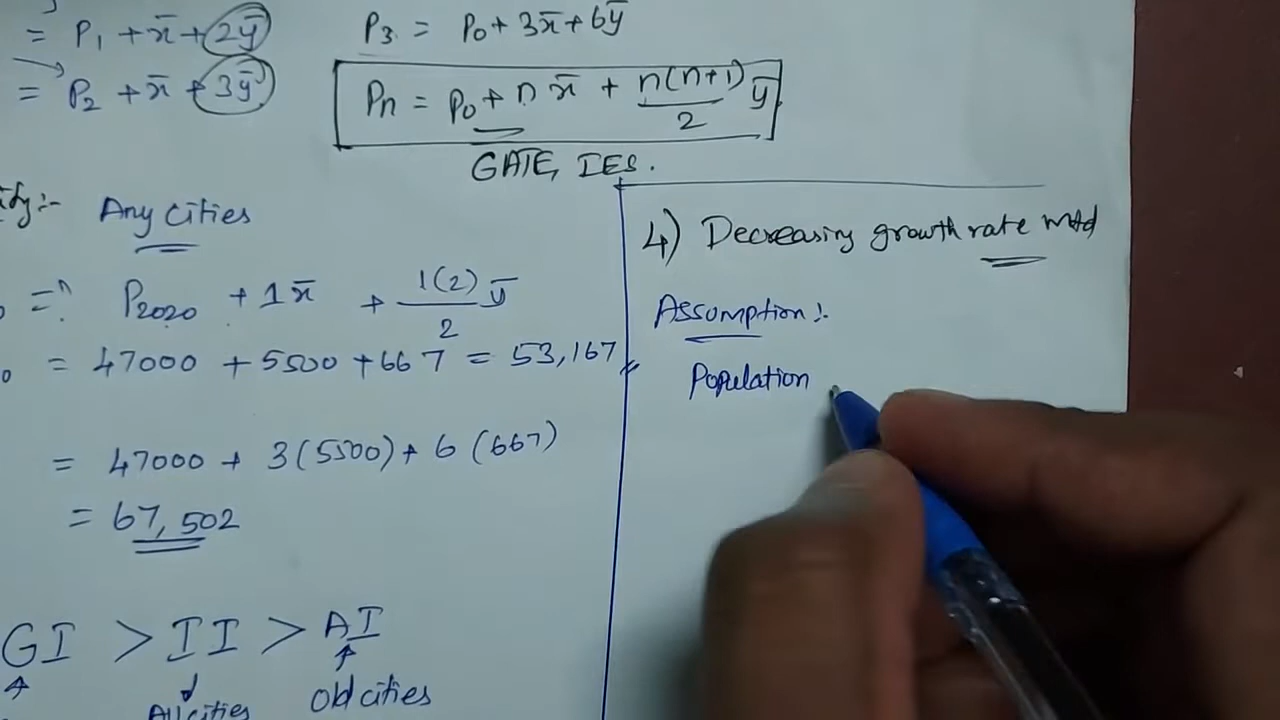 = P₁ + x̄ + 2ȳ
= P₂ + x̄ + 3ȳ
P₃ = P₀ + 3x̄ + 6ȳ
Pn = P₀ + n x̄ + n(n+1)/2 ȳ
GATE, IES.
Any Cities
= P2020 + 1x̄ + 1(2)/2 ȳ
= 47000 + 5500 + 667 = 53,167
= 47000 + 3(5500) + 6(667)
= 67,502
GI > II > AI
All cities
Old cities
4) Decreasing growth rate mtd
Assumption :-
Population